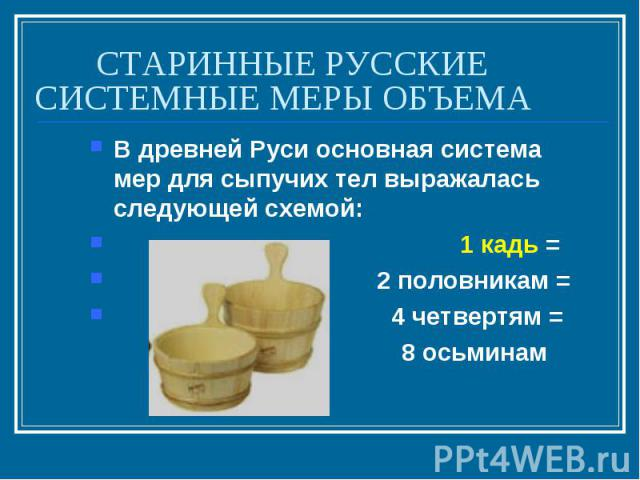 СТАРИННЫЕ РУССКИЕ
СИСТЕМНЫЕ МЕРЫ ОБЪЕМА
В древней Руси основная система
мер для сыпучих тел выражалась
следующей схемой:
1 кадь =
2 половникам =
4 четвертям =
8 осьминам
PPt4WEB.ru